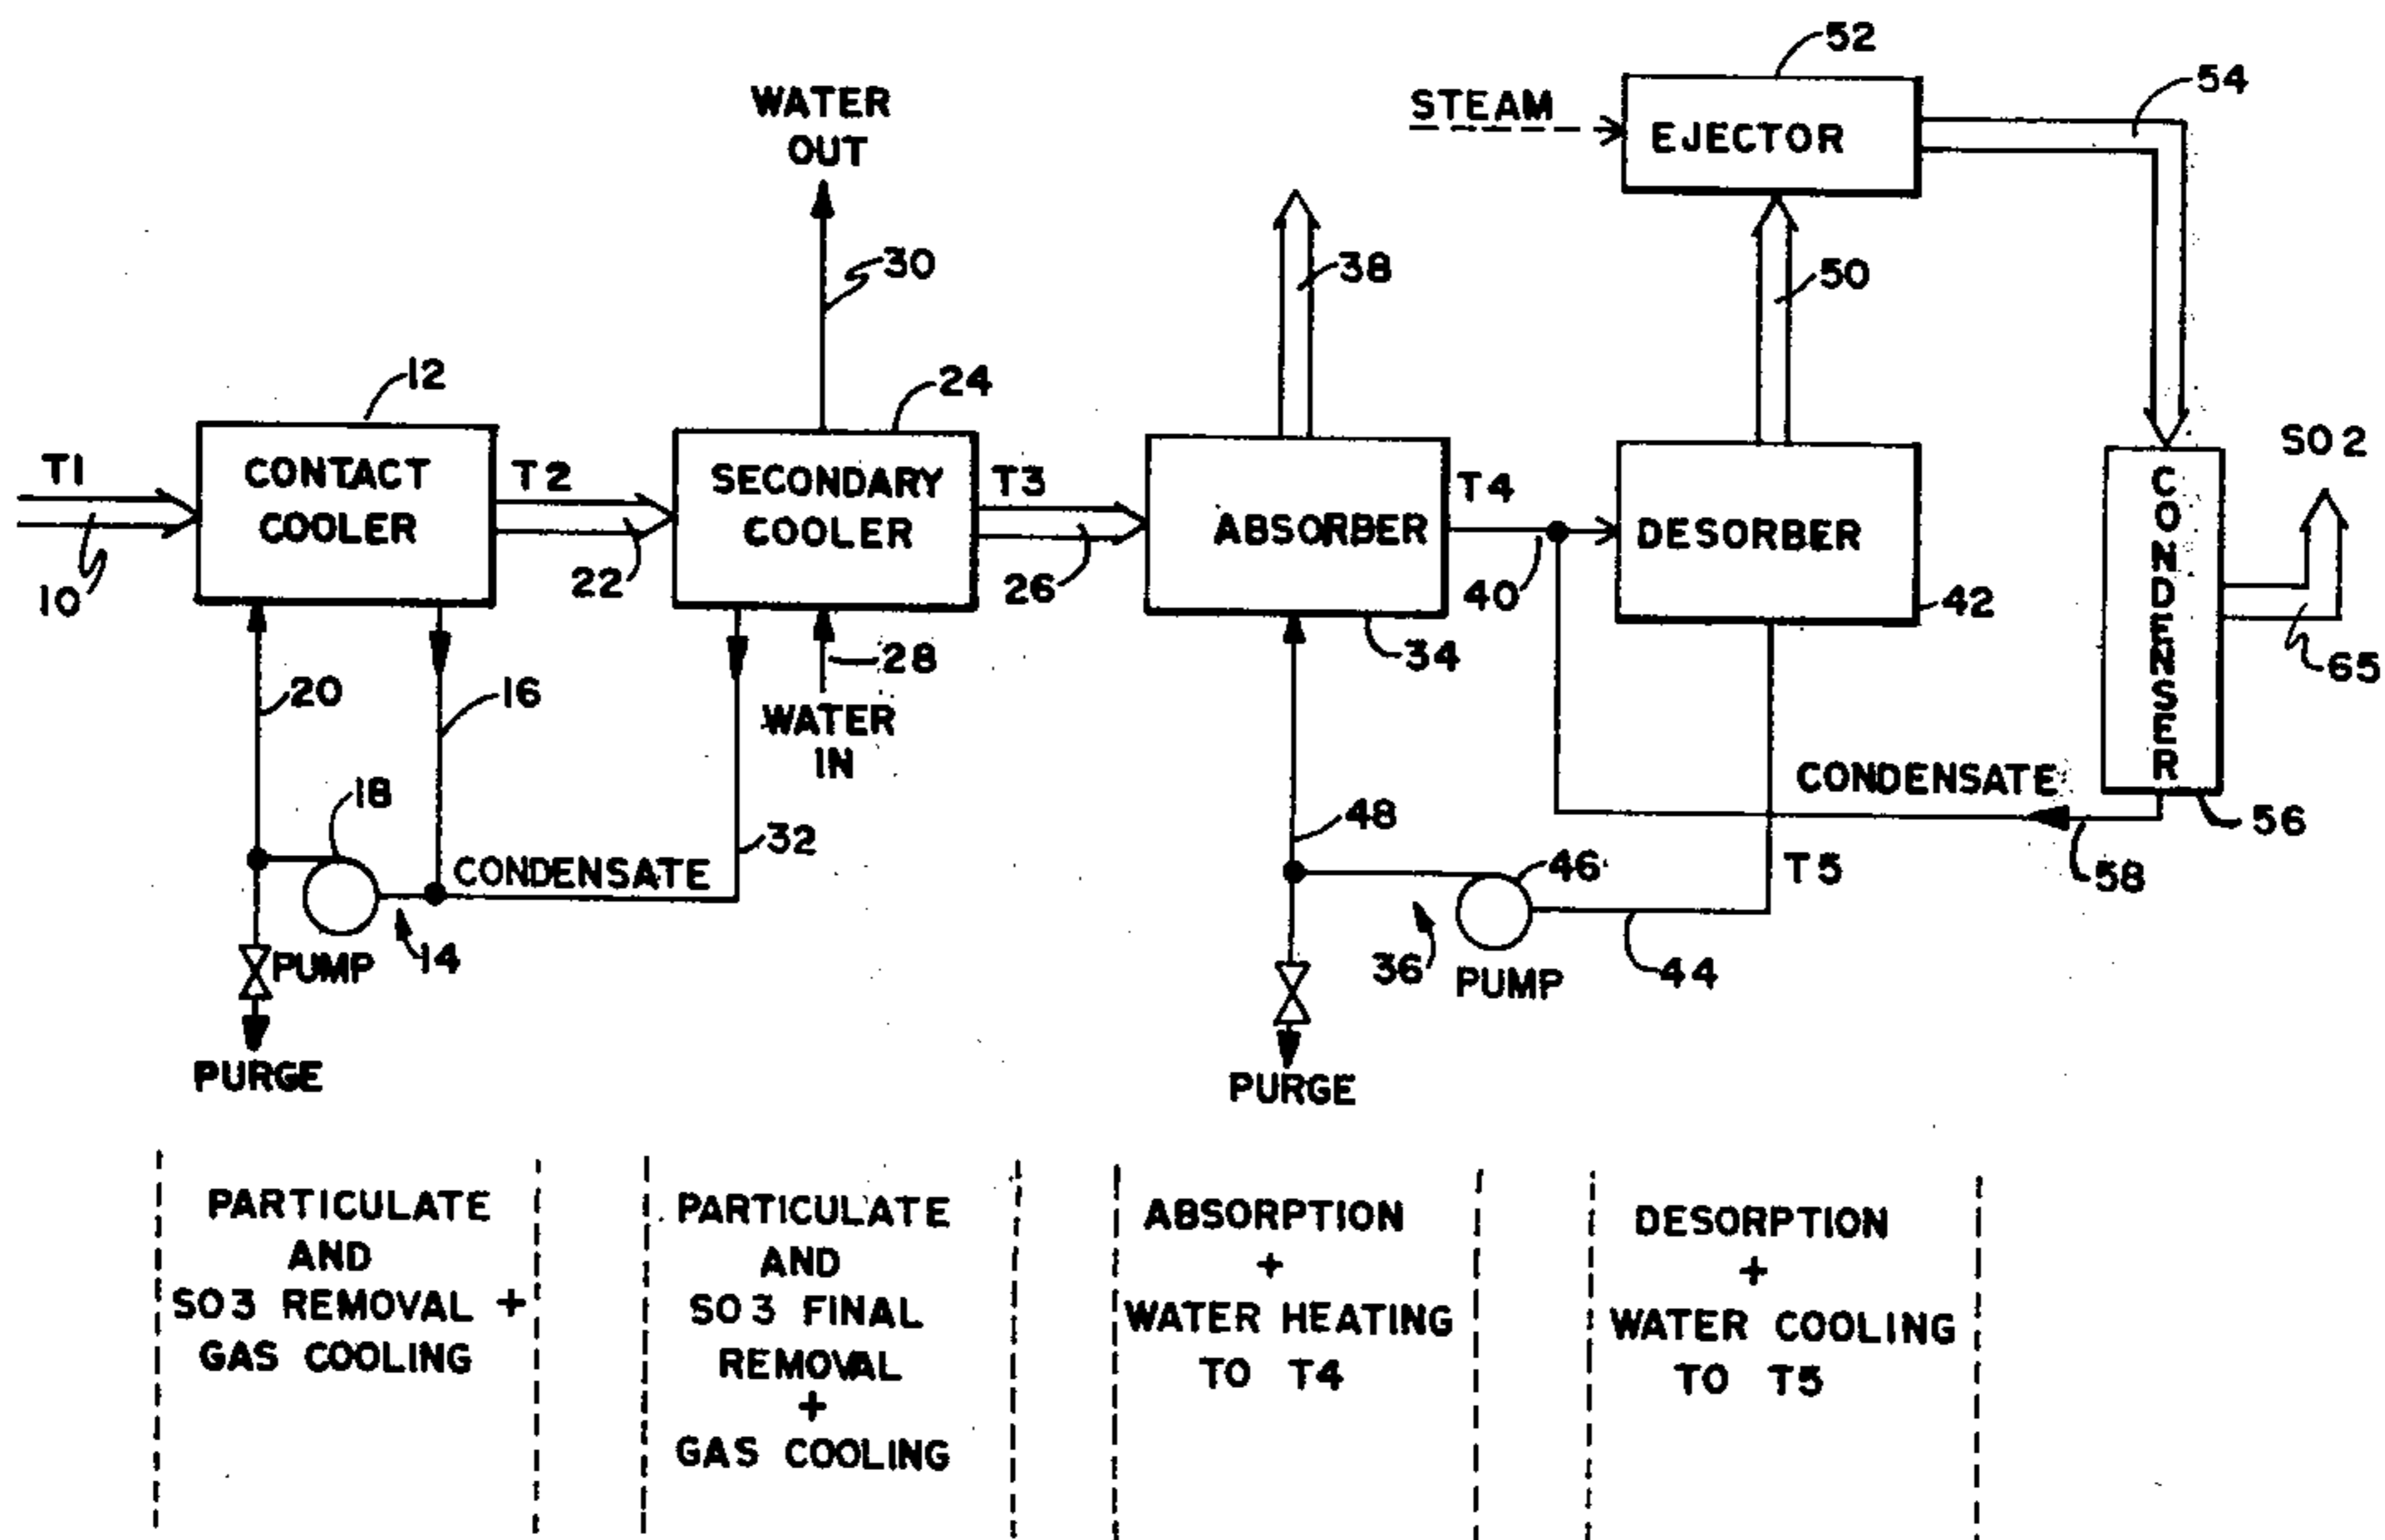 52
54
WATER
OUT
STEAM
EJECTOR
30
38
50
12
24
SO2
T1
CONTACT
COOLER
T2
SECONDARY
COOLER
T3
ABSORBER
T4
DESORBER
CONDENSER
10
22
26
40
42
34
65
20
16
28
WATER
IN
18
32
48
46
CONDENSATE
56
CONDENSATE
T5
58
PUMP
14
36
PUMP
44
PURGE
PURGE
PARTICULATE
AND
SO3 REMOVAL +
GAS COOLING
PARTICULATE
AND
SO3 FINAL
REMOVAL
+
GAS COOLING
ABSORPTION
+
WATER HEATING
TO T4
DESORPTION
+
WATER COOLING
TO T5